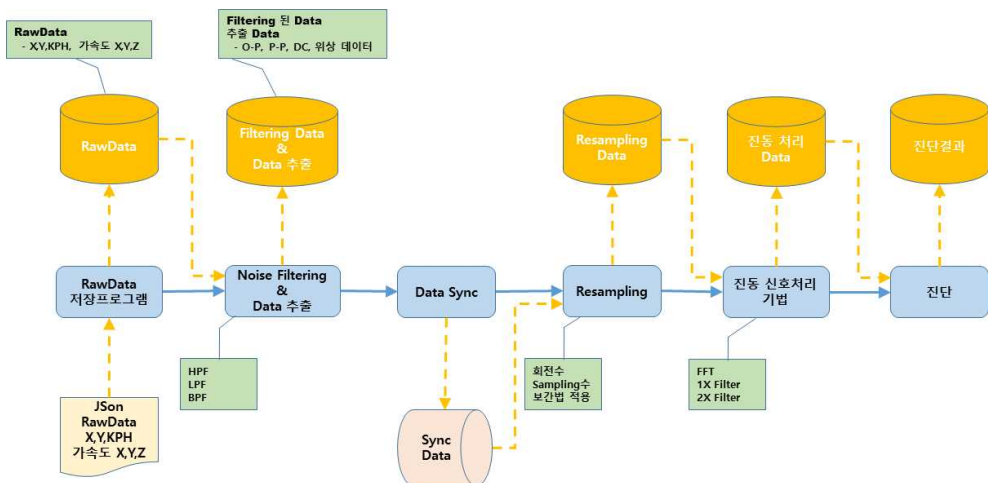 RawData
- X,Y,KPH, 가속도 X,Y,Z
Filtering 된 Data
추출 Data
- O-P, P-P, DC, 위상 데이터
RawData
Filtering Data
&
Data 추출
Resampling
Data
진동 처리
Data
진단결과
RawData
저장프로그램
Noise Filtering
&
Data 추출
Data Sync
Resampling
진동 신호처리
기법
진단
HPF
LPF
BPF
회전수
Sampling수
보간법 적용
FFT
1X Filter
2X Filter
JSon
RawData
X,Y,KPH
가속도 X,Y,Z
Sync
Data